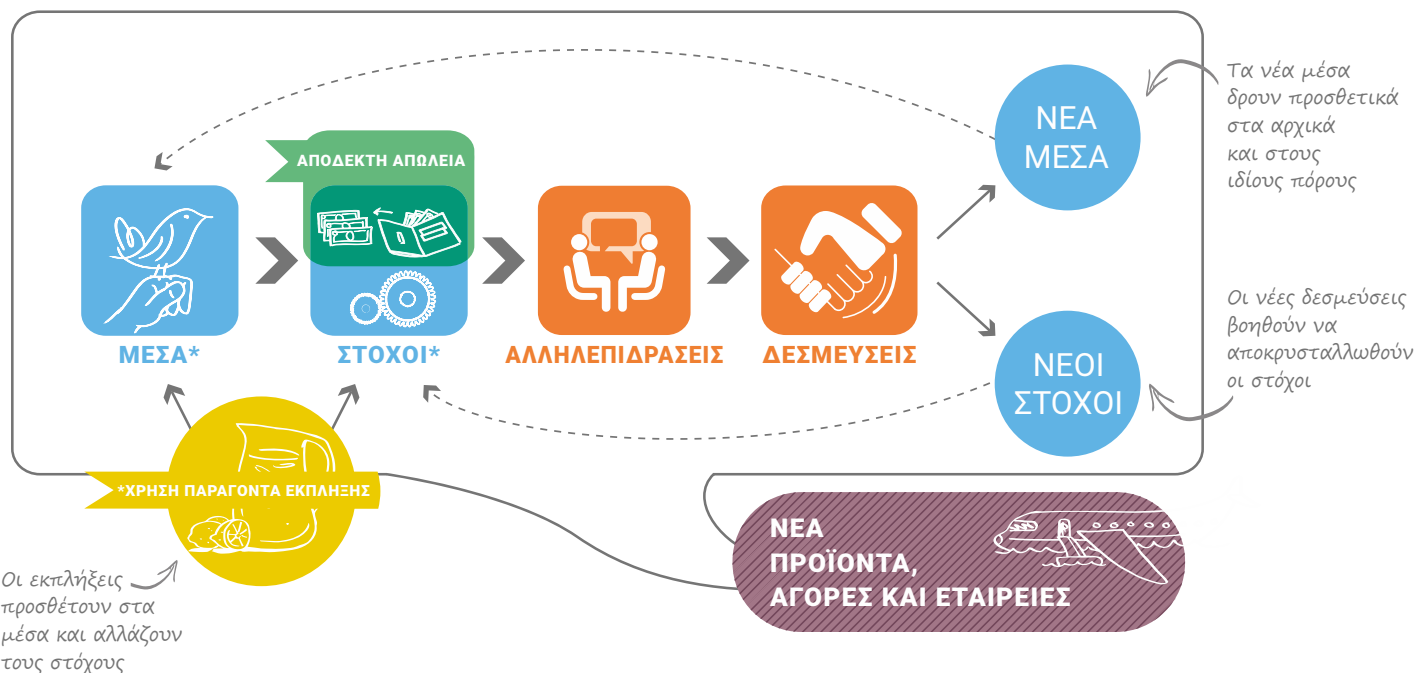 ΝΕΑ
ΜΕΣΑ
Τα νέα μέσα
δρουν προσθετικά
στα αρχικά
και στους
ιδίους πόρους
ΑΠΟΔΕΚΤΗ ΑΠΩΛΕΙΑ
ΜΕΣΑ*
ΣΤΟΧΟΙ*
ΑΛΛΗΛΕΠΙΔΡΑΣΕΙΣ
ΔΕΣΜΕΥΣΕΙΣ
ΝΕΟΙ
ΣΤΟΧΟΙ
Οι νέες δεσμεύσεις
βοηθούν να
αποκρυσταλλωθούν
οι στόχοι
*ΧΡΗΣΗ ΠΑΡΑΓΟΝΤΑ ΕΚΠΛΗΞΗΣ
Οι εκπλήξεις
προσθέτουν στα
μέσα και αλλάζουν
τους στόχους
ΝΕΑ
ΠΡΟΪΟΝΤΑ,
ΑΓΟΡΕΣ ΚΑΙ ΕΤΑΙΡΕΙΕΣ